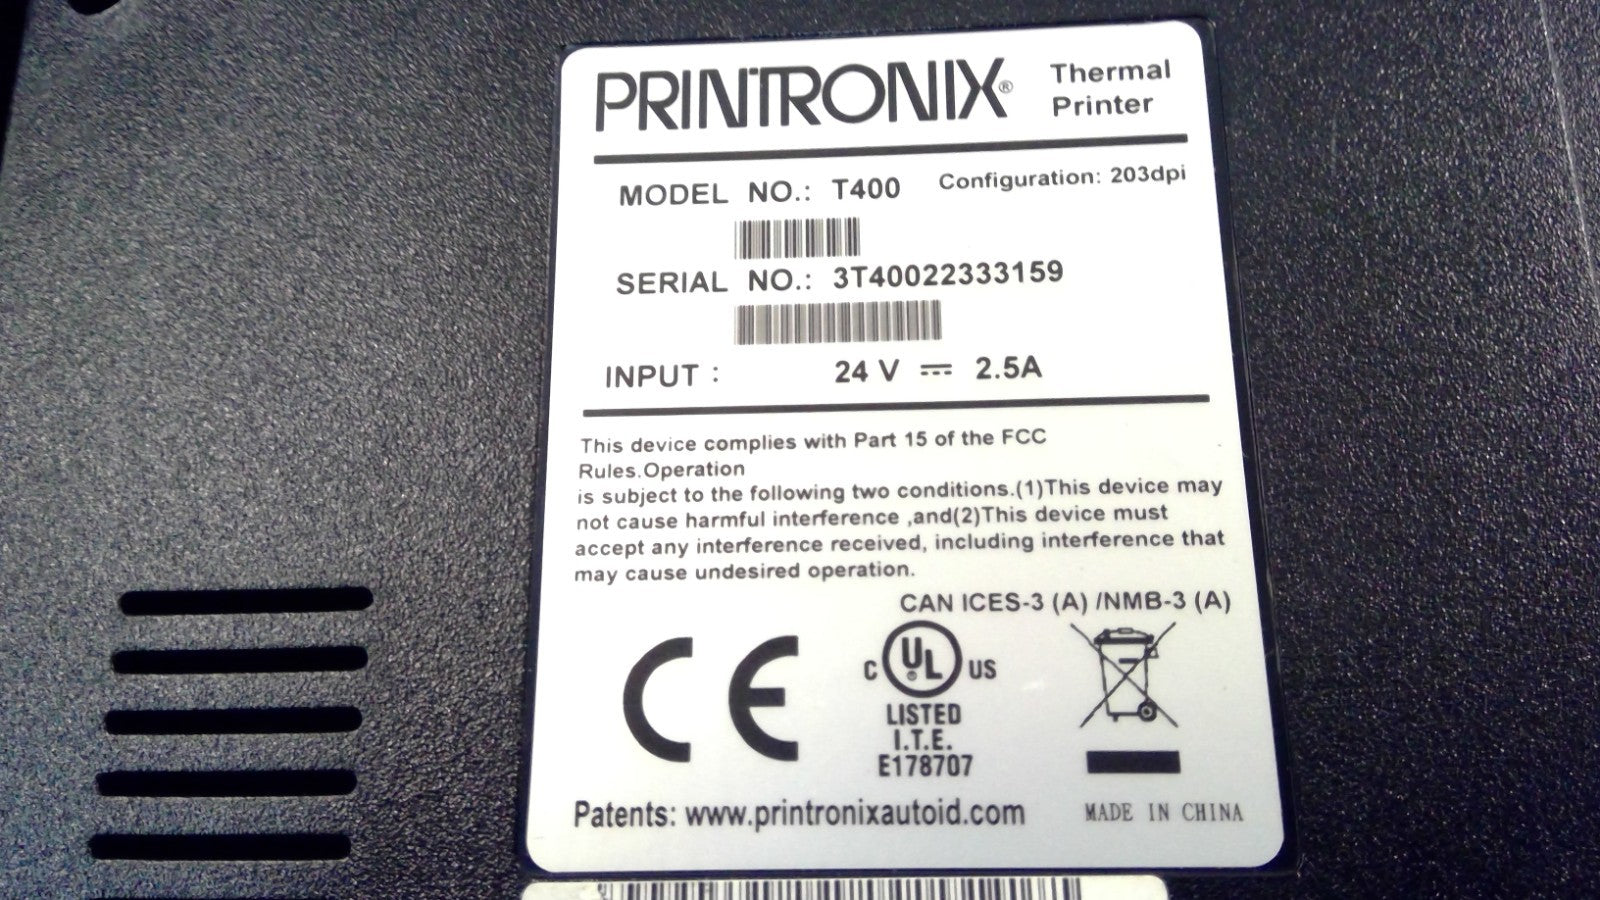 PRINTRONIX® Thermal
Printer
MODEL NO.: T400 Configuration: 203dpi
SERIAL NO.: 3T40022333159
INPUT : 24 V ⎓ 2.5A
This device complies with Part 15 of the FCC
Rules.Operation
is subject to the following two conditions.(1)This device may
not cause harmful interference ,and(2)This device must
accept any interference received, including interference that
may cause undesired operation.
CAN ICES-3 (A) /NMB-3 (A)
CE
C UL® US
LISTED
I.T.E.
E178707
Patents: www.printronixautoid.com
MADE IN CHINA